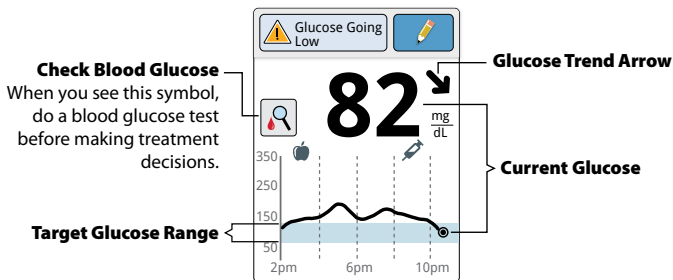 Glucose Going
Low
Check Blood Glucose
When you see this symbol,
do a blood glucose test
before making treatment
decisions.
82
mg
dL
Glucose Trend Arrow
Current Glucose
Target Glucose Range
350
250
150
50
2pm
6pm
10pm